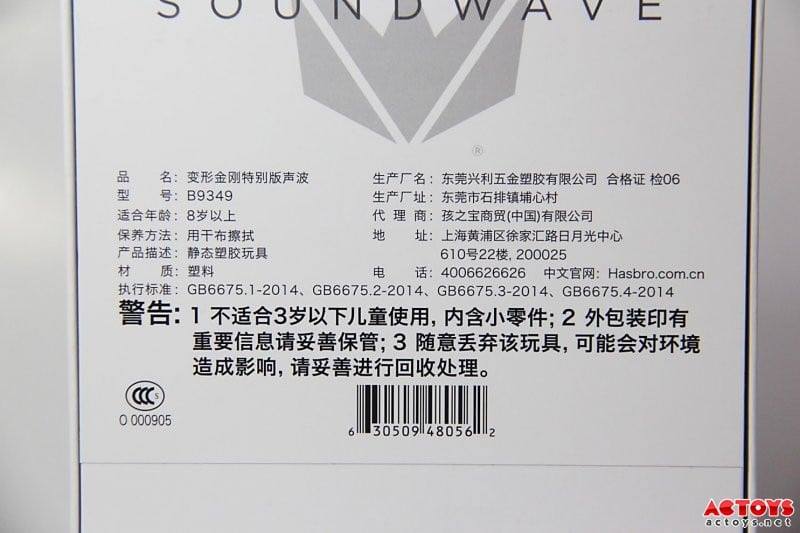 SOUNDWAVE
®
品 名：变形金刚特别版声波
型 号：B9349
适合年龄：8岁以上
保养方法：用干布擦拭
产品描述：静态塑胶玩具
材 质：塑料
生产厂名：东莞兴利五金塑胶有限公司 合格证 检06
生产厂址：东莞市石排镇埔心村
代 理 商：孩之宝商贸(中国)有限公司
地 址：上海黄浦区徐家汇路日月光中心
610号22楼, 200025
电 话：4006626626 中文官网：Hasbro.com.cn
执行标准：GB6675.1-2014、GB6675.2-2014、GB6675.3-2014、GB6675.4-2014
警告: 1 不适合3岁以下儿童使用, 内含小零件; 2 外包装印有
重要信息请妥善保管; 3 随意丢弃该玩具, 可能会对环境
造成影响, 请妥善进行回收处理。
CCC S
O 000905
6 30509 48056 2
ACTOYS
actoys.net